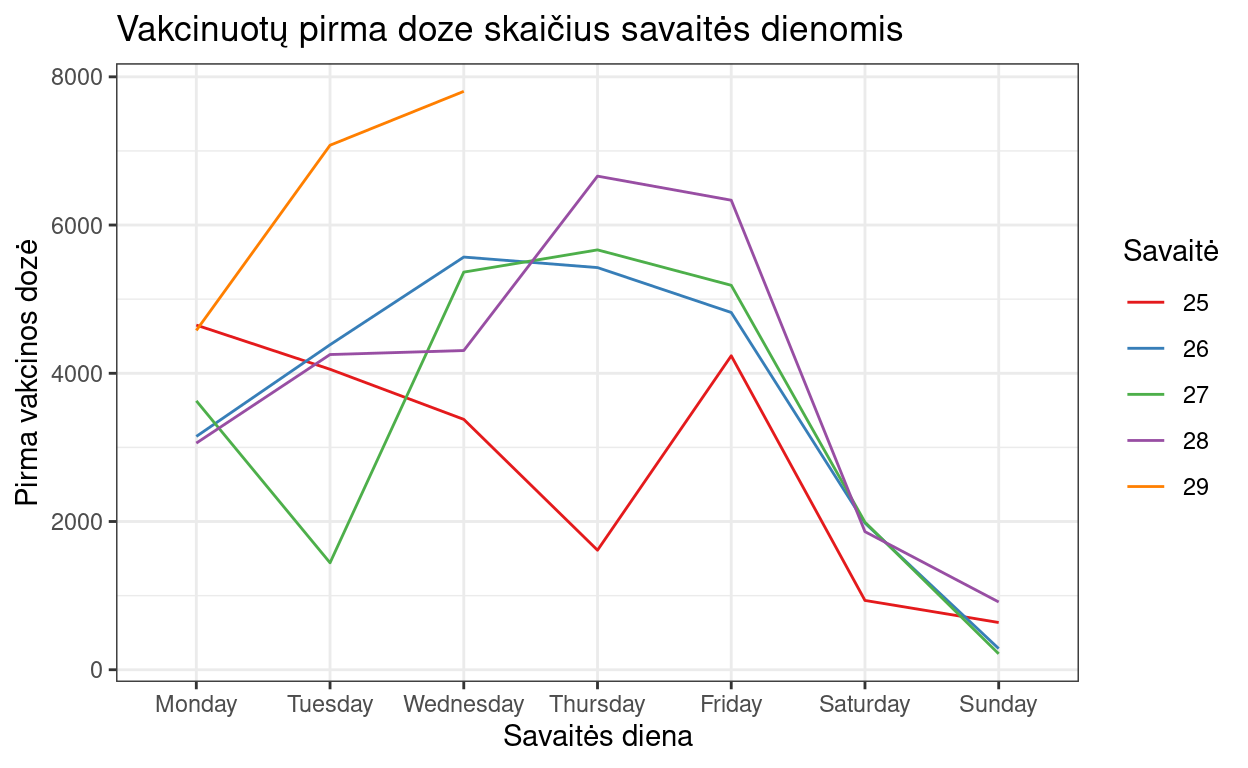 Vakcinuotų pirma doze skaičius savaitės dienomis
8000
6000
4000
2000
0
Pirma vakcinos dozė
Monday Tuesday Wednesday Thursday Friday Saturday Sunday
Savaitės diena
Savaitė
25
26
27
28
29